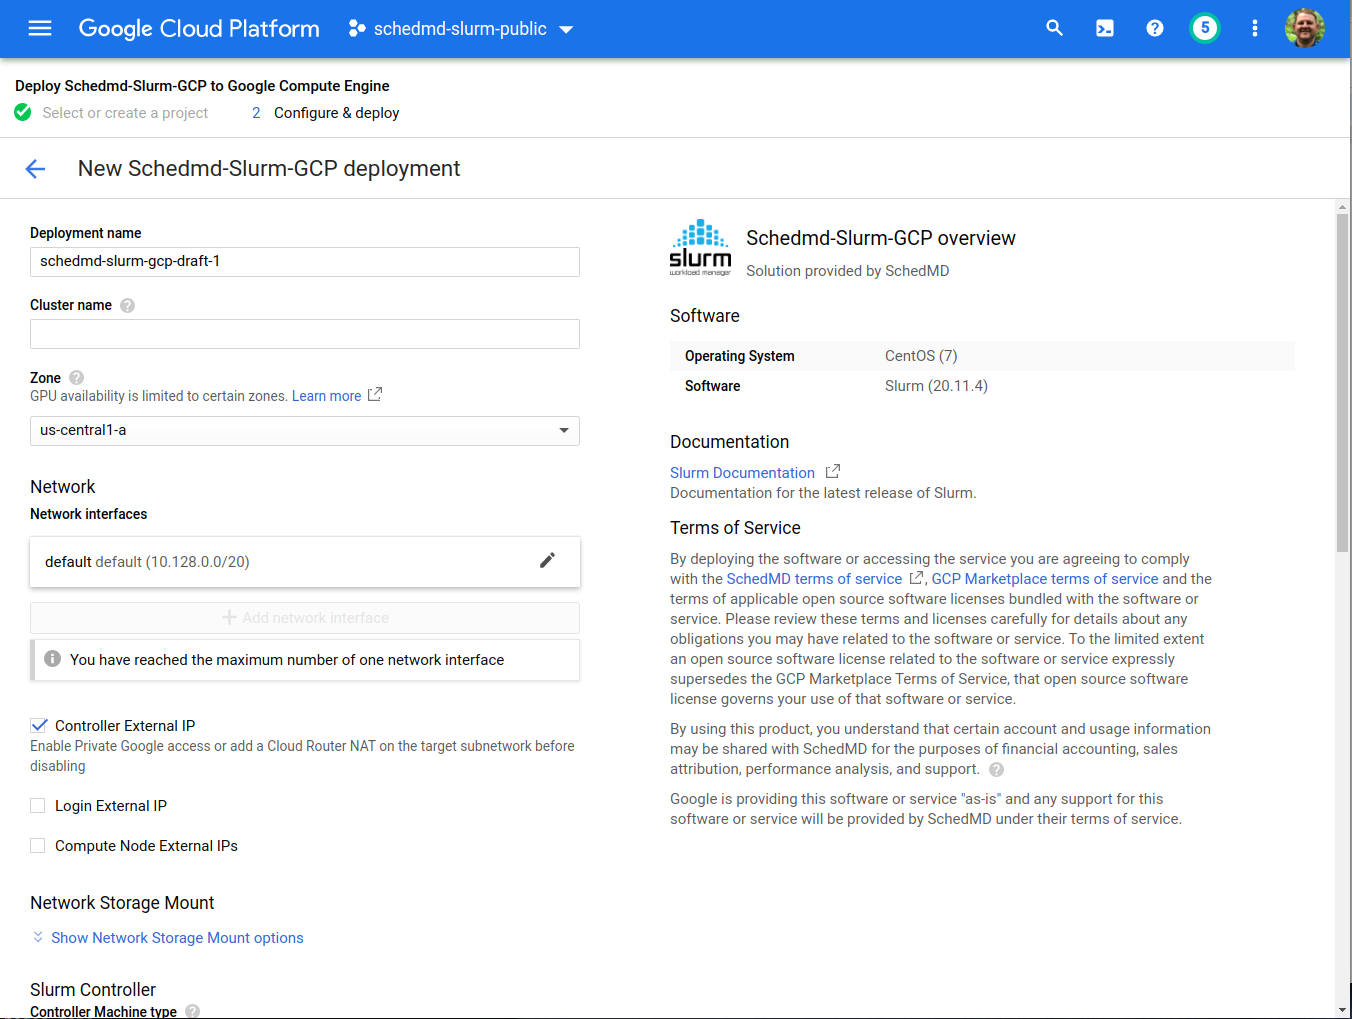 Google Cloud Platform
schedmd-slurm-public
5
Deploy Schedmd-Slurm-GCP to Google Compute Engine
Select or create a project
2 Configure & deploy
New Schedmd-Slurm-GCP deployment
Deployment name
schedmd-slurm-gcp-draft-1
Cluster name
Zone
GPU availability is limited to certain zones. Learn more
us-central1-a
Network
Network interfaces
default default (10.128.0.0/20)
Add network interface
You have reached the maximum number of one network interface
Controller External IP
Enable Private Google access or add a Cloud Router NAT on the target subnetwork before
disabling
Login External IP
Compute Node External IPs
Network Storage Mount
Show Network Storage Mount options
Slurm Controller
Controller Machine type
slurm
workload manager
Schedmd-Slurm-GCP overview
Solution provided by SchedMD
Software
Operating System CentOS (7)
Software Slurm (20.11.4)
Documentation
Slurm Documentation
Documentation for the latest release of Slurm.
Terms of Service
By deploying the software or accessing the service you are agreeing to comply
with the SchedMD terms of service , GCP Marketplace terms of service and the
terms of applicable open source software licenses bundled with the software or
service. Please review these terms and licenses carefully for details about any
obligations you may have related to the software or service. To the limited extent
an open source software license related to the software or service expressly
supersedes the GCP Marketplace Terms of Service, that open source software
license governs your use of that software or service.
By using this product, you understand that certain account and usage information
may be shared with SchedMD for the purposes of financial accounting, sales
attribution, performance analysis, and support.
Google is providing this software or service "as-is" and any support for this
software or service will be provided by SchedMD under their terms of service.